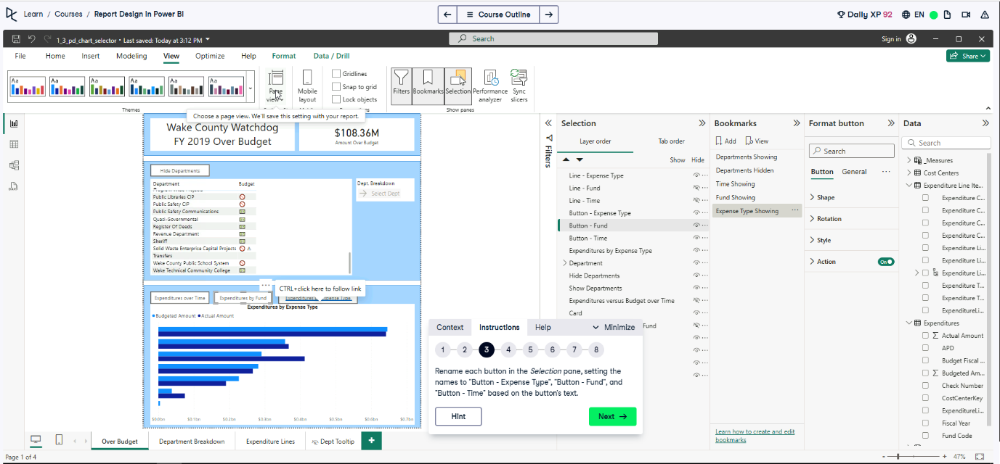 Learn / Courses / Report Design in Power BI
Course Outline
Daily XP 92
EN
1_3_pd_chart_selector • Last saved: Today at 3:12 PM
Search
Sign in
File Home Insert Modeling View Optimize Help Format Data / Drill
Share
Aa Aa Aa Aa Aa Aa
Themes
Page view
Mobile layout
Gridlines
Snap to grid
Lock objects
Filters
Bookmarks
Selection
Performance analyzer
Sync slicers
Show panes
Choose a page view. We'll save this setting with your report.
Wake County Watchdog
FY 2019 Over Budget
$108.36M
Amount Over Budget
Hide Departments
Department Budget
Public Libraries CIP
Public Safety CIP
Public Safety Communications
Quasi-Governmental
Register Of Deeds
Revenue Department
Sheriff
Solid Waste Enterprise Capital Projects
Transfers
Wake County Public School System
Wake Technical Community College
Dept. Breakdown
Select Dept
CTRL+click here to follow link
Expenditures over Time
Expenditures by Fund
Expenditures by Expense Type
Expenditures by Expense Type
Budgeted Amount Actual Amount
$0.0bn $0.1bn $0.2bn $0.3bn $0.4bn $0.5bn $0.6bn $0.7bn
Over Budget
Department Breakdown
Expenditure Lines
Dept Tooltip
+
Page 1 of 4
Filters
Selection
Layer order Tab order
Show Hide
Line - Expense Type
Line - Fund
Line - Time
Button - Expense Type
Button - Fund
Button - Time
Expenditures by Expense Type
Department
Hide Departments
Show Departments
Expenditures versus Budget over Time
Card
Fund
Bookmarks
Add View
Departments Showing
Departments Hidden
Time Showing
Fund Showing
Expense Type Showing
Learn how to create and edit
bookmarks
Format button
Search
Button General
Shape
Rotation
Style
Action On
Data
Search
_Measures
Cost Centers
Expenditure Line Ite...
Expenditure C...
Expenditure C...
Expenditure C...
Expenditure C...
Expenditure Li...
Expenditure Li...
Expenditure Li...
Expenditure T...
Expenditure T...
ExpenditureLi...
Expenditures
Actual Amount
APD
Budget Fiscal ...
Budgeted Am...
Check Number
CostCenterKey
ExpenditureLi...
Fiscal Year
Fund Code
47%
Context Instructions Help Minimize
1 2 3 4 5 6 7 8
Rename each button in the Selection pane, setting the
names to "Button - Expense Type", "Button - Fund", and
"Button - Time" based on the button's text.
Hint
Next